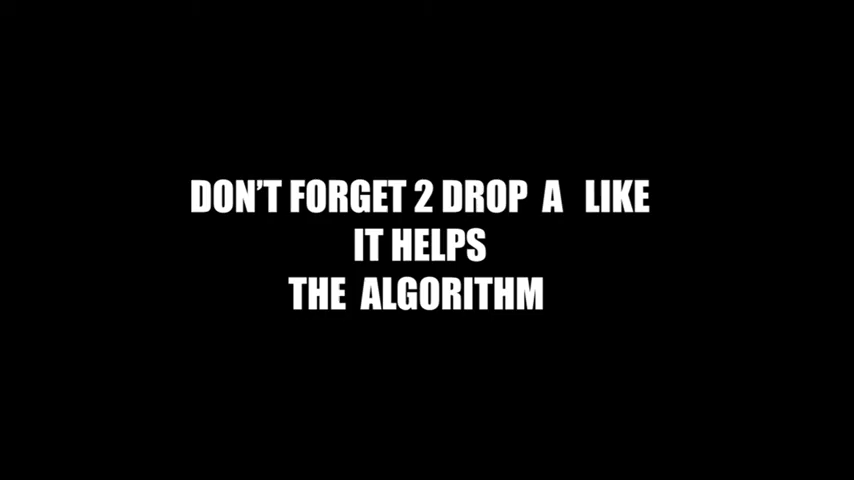 DON'T FORGET 2 DROP A LIKE
IT HELPS
THE ALGORITHM